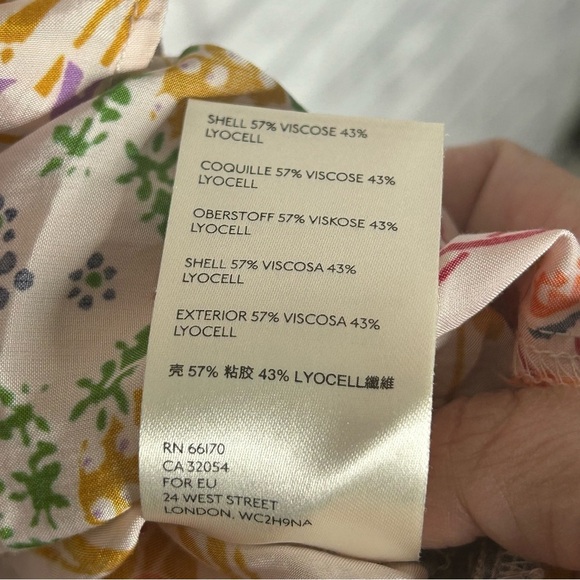 SHELL 57% VISCOSE 43%
LYOCELL
COQUILLE 57% VISCOSE 43%
LYOCELL
OBERSTOFF 57% VISKOSE 43%
LYOCELL
SHELL 57% VISCOSA 43%
LYOCELL
EXTERIOR 57% VISCOSA 43%
LYOCELL
壳 57% 粘胶 43% LYOCELL纖維
RN 66170
CA 32054
FOR EU
24 WEST STREET
LONDON, WC2H9NA